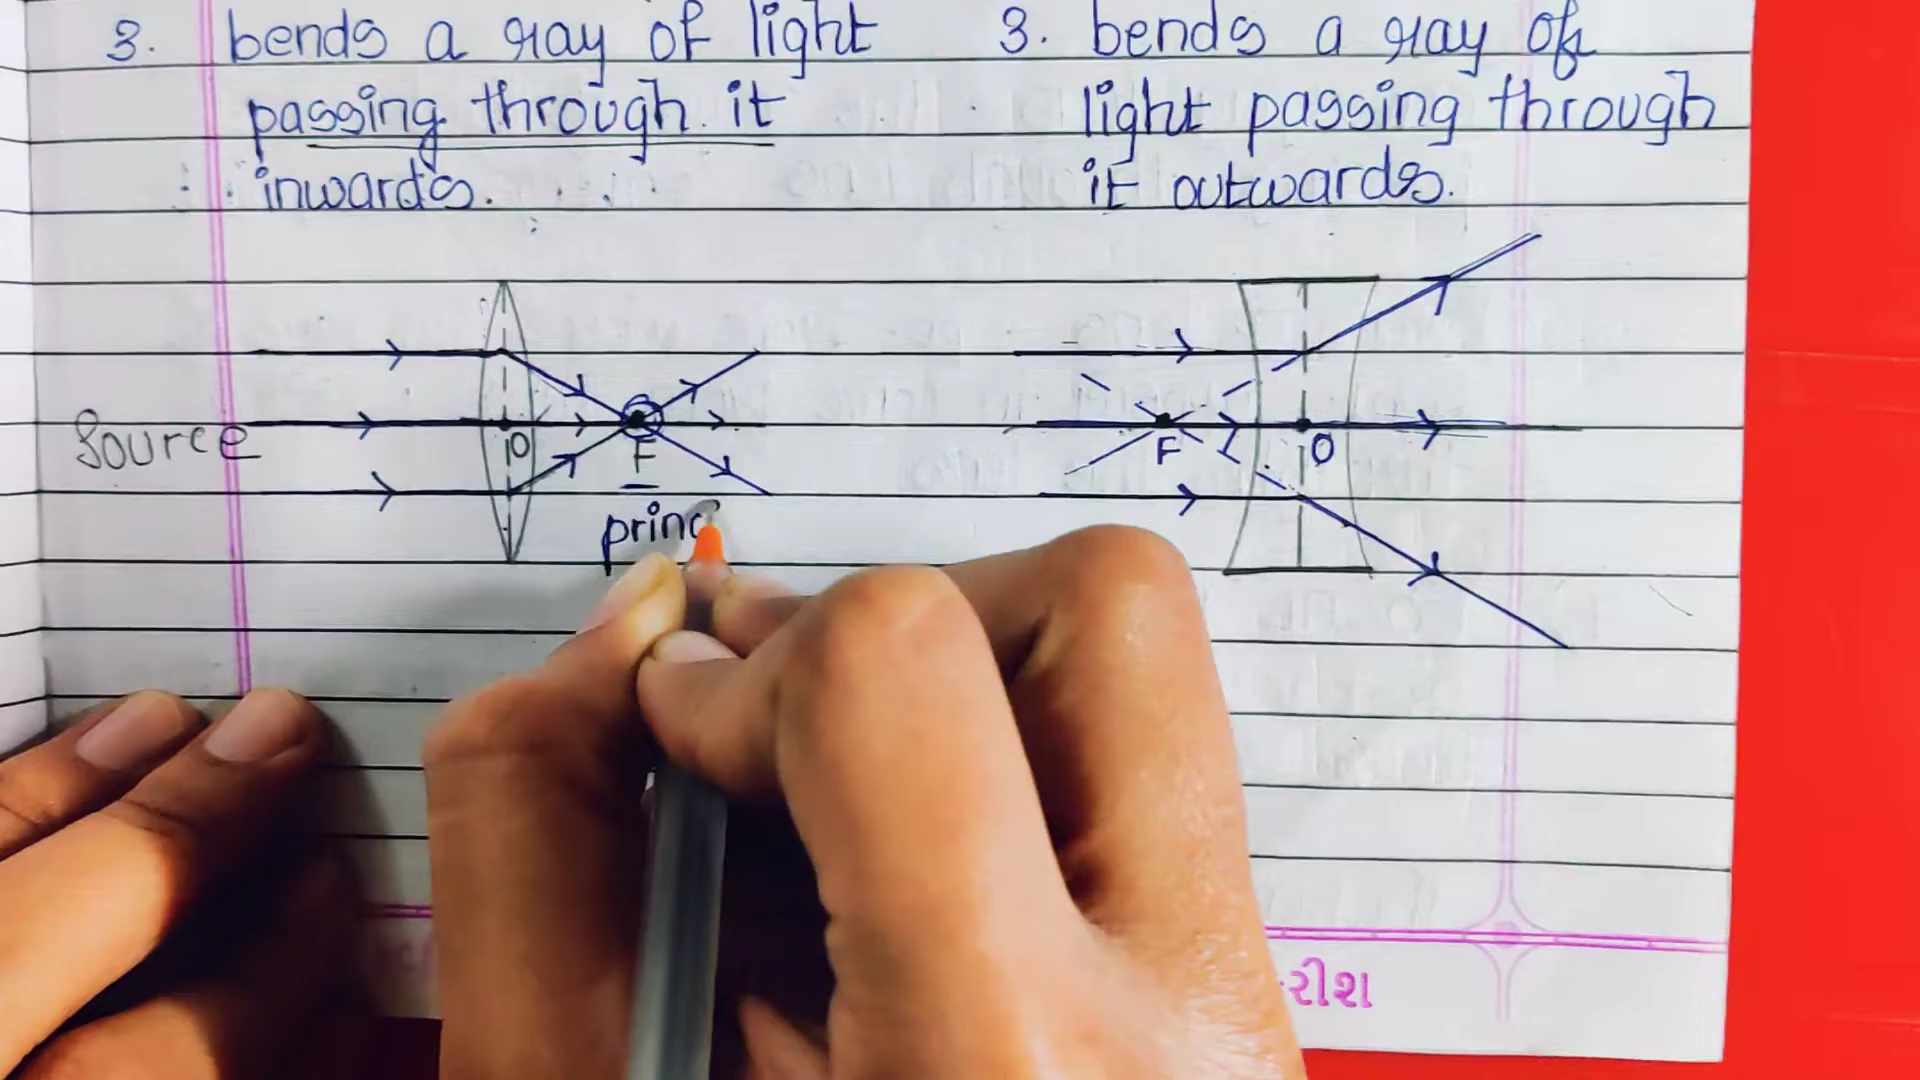 3. bends a ray of light
passing through it
inwards.
3. bends a ray of
light passing through
it outwards.
Source
O
F
princ
F
O
રીશ